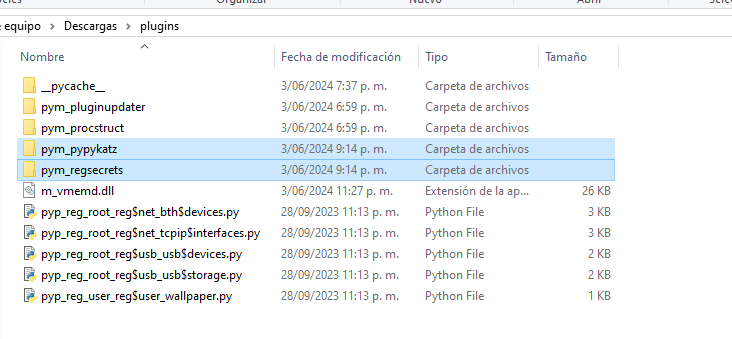 Organizar Nuevo Abrir
e equipo > Descargas > plugins
Nombre Fecha de modificación Tipo Tamaño
__pycache__ 3/06/2024 7:37 p. m. Carpeta de archivos
pym_pluginupdater 3/06/2024 6:59 p. m. Carpeta de archivos
pym_procstruct 3/06/2024 6:59 p. m. Carpeta de archivos
pym_pypykatz 3/06/2024 9:14 p. m. Carpeta de archivos
pym_regsecrets 3/06/2024 9:14 p. m. Carpeta de archivos
m_vmemd.dll 3/06/2024 11:27 p. m. Extensión de la ap... 26 KB
pyp_reg_root_reg$net_bth$devices.py 28/09/2023 11:13 p. m. Python File 3 KB
pyp_reg_root_reg$net_tcpip$interfaces.py 28/09/2023 11:13 p. m. Python File 3 KB
pyp_reg_root_reg$usb_usb$devices.py 28/09/2023 11:13 p. m. Python File 2 KB
pyp_reg_root_reg$usb_usb$storage.py 28/09/2023 11:13 p. m. Python File 2 KB
pyp_reg_user_reg$user_wallpaper.py 28/09/2023 11:13 p. m. Python File 1 KB